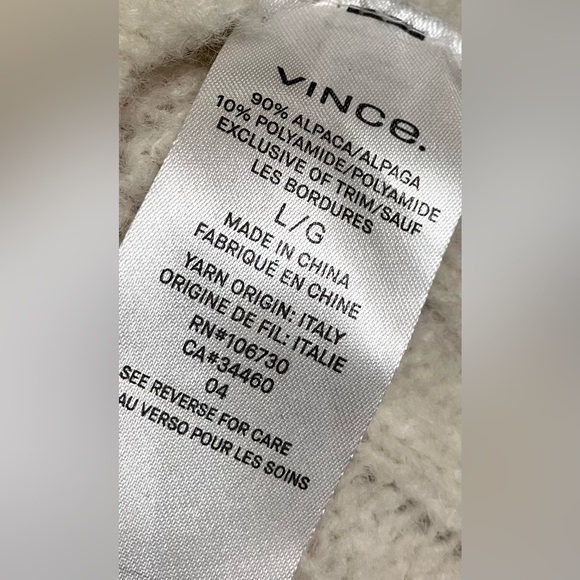 VINCe.
90% ALPACA/ALPAGA
10% POLYAMIDE/POLYAMIDE
EXCLUSIVE OF TRIM/SAUF
LES BORDURES
L/G
MADE IN CHINA
FABRIQUÉ EN CHINE
YARN ORIGIN: ITALY
ORIGINE DE FIL: ITALIE
RN#106730
CA#34460
04
SEE REVERSE FOR CARE
AU VERSO POUR LES SOINS